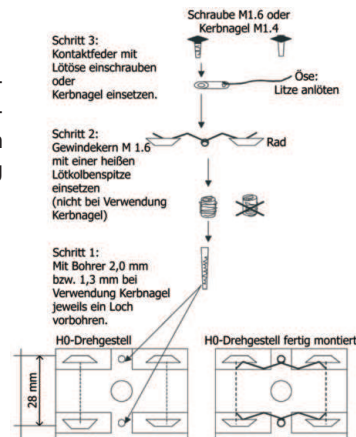 Schraube M1.6 oder
Kerbnagel M1.4
Schritt 3:
Kontaktfeder mit
Lötöse einschrauben
oder
Kerbnagel einsetzen.
Öse:
Litze anlöten
Schritt 2:
Gewindekern M 1.6
mit einer heißen
Lötkolbenspitze
einsetzen
(nicht bei Verwendung
Kerbnagel)
Rad
Schritt 1:
Mit Bohrer 2,0 mm
bzw. 1,3 mm bei
Verwendung Kerbnagel
jeweils ein Loch
vorbohren.
H0-Drehgestell
H0-Drehgestell fertig montiert
28 mm